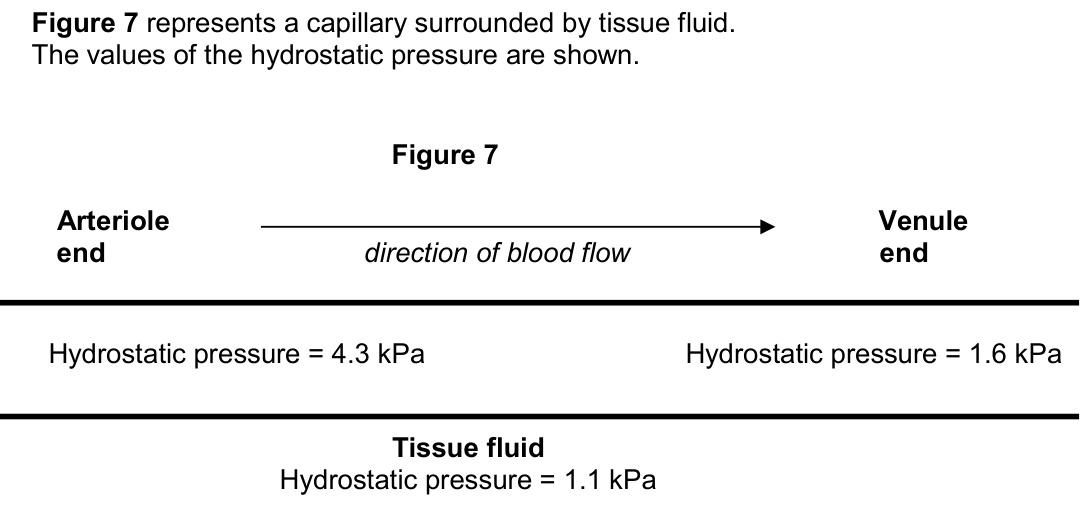 Figure 7 represents a capillary surrounded by tissue fluid.
The values of the hydrostatic pressure are shown.
Figure 7
Arteriole
end
direction of blood flow
Venule
end
Hydrostatic pressure = 4.3 kPa
Hydrostatic pressure = 1.6 kPa
Tissue fluid
Hydrostatic pressure = 1.1 kPa